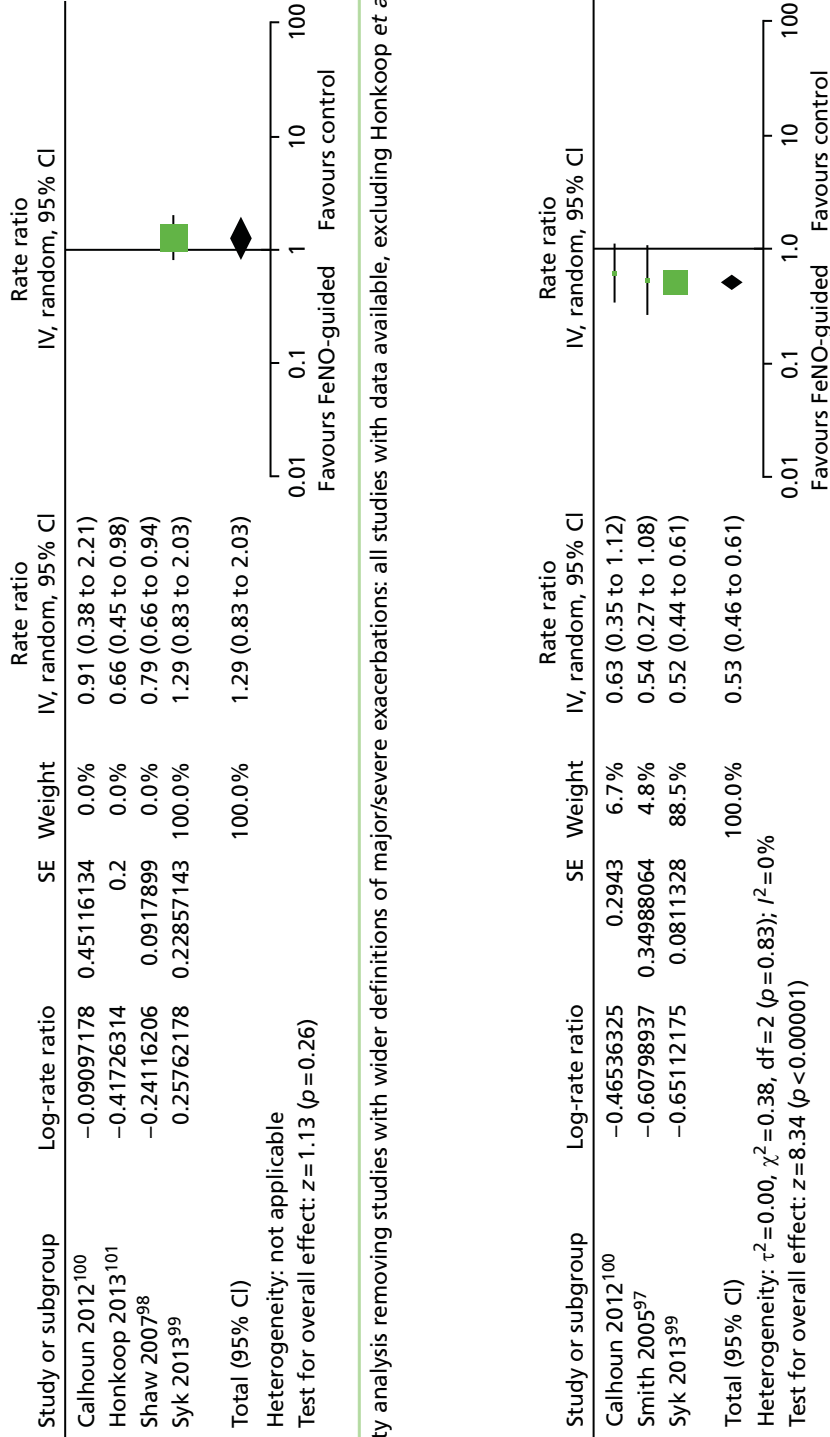 Study or subgroup Log-rate ratio SE Weight Rate ratio IV, random, 95% CI Rate ratio IV, random, 95% CI
Calhoun 2012100 −0.09097178 0.45116134 0.0% 0.91 (0.38 to 2.21)
Honkoop 2013101 −0.41726314 0.2 0.0% 0.66 (0.45 to 0.98)
Shaw 200798 −0.24116206 0.0917899 0.0% 0.79 (0.66 to 0.94)
Syk 201399 0.25762178 0.22857143 100.0% 1.29 (0.83 to 2.03)
Total (95% CI) 100.0% 1.29 (0.83 to 2.03)
Heterogeneity: not applicable
Test for overall effect: z=1.13 (p=0.26)
0.01 0.1 1 10 100
Favours FeNO-guided Favours control
ty analysis removing studies with wider definitions of major/severe exacerbations: all studies with data available, excluding Honkoop et a
Study or subgroup Log-rate ratio SE Weight Rate ratio IV, random, 95% CI Rate ratio IV, random, 95% CI
Calhoun 2012100 −0.46536325 0.2943 6.7% 0.63 (0.35 to 1.12)
Smith 200597 −0.60798937 0.34988064 4.8% 0.54 (0.27 to 1.08)
Syk 201399 −0.65112175 0.0811328 88.5% 0.52 (0.44 to 0.61)
Total (95% CI) 100.0% 0.53 (0.46 to 0.61)
Heterogeneity: τ2=0.00, χ2=0.38, df=2 (p=0.83); I2=0%
Test for overall effect: z=8.34 (p<0.00001)
0.01 0.1 1.0 10 100
Favours FeNO-guided Favours control